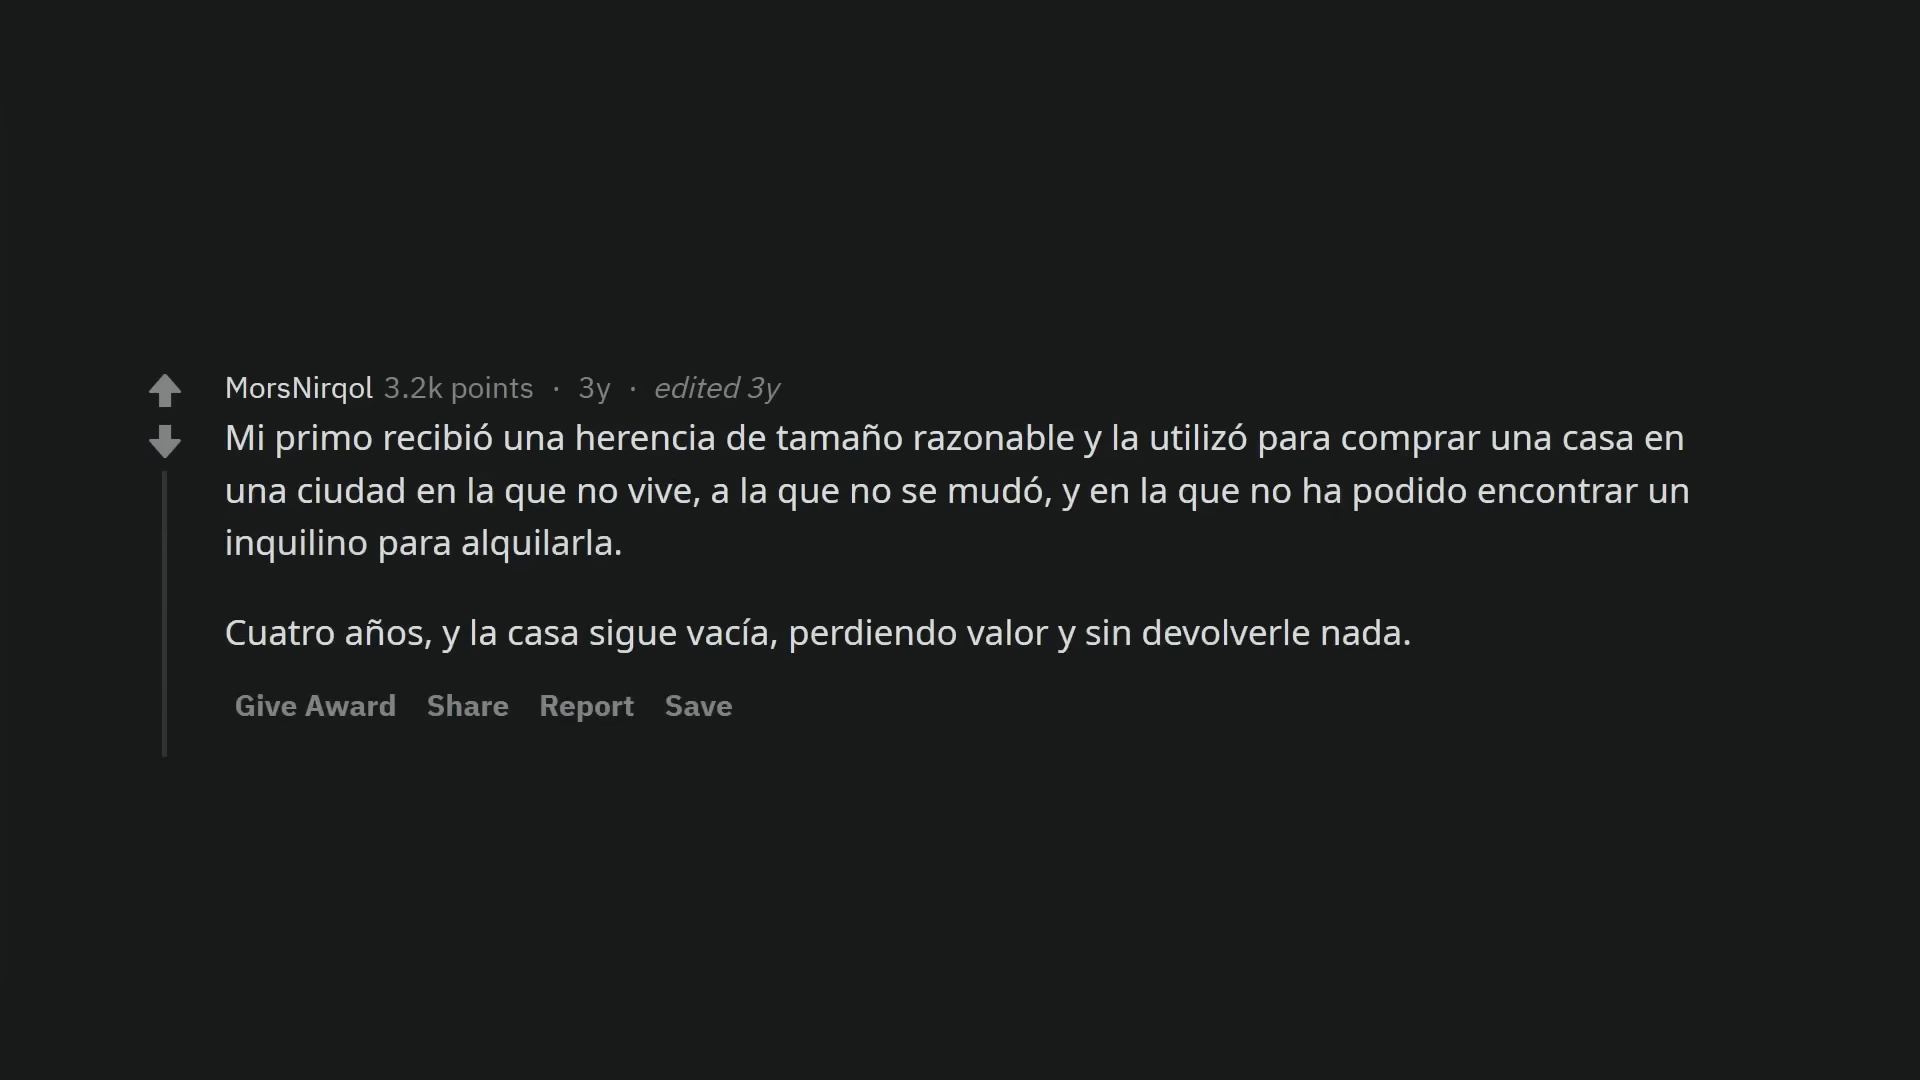 MorsNirqol 3.2k points · 3y · edited 3y
Mi primo recibió una herencia de tamaño razonable y la utilizó para comprar una casa en
una ciudad en la que no vive, a la que no se mudó, y en la que no ha podido encontrar un
inquilino para alquilarla.
Cuatro años, y la casa sigue vacía, perdiendo valor y sin devolverle nada.
Give Award Share Report Save